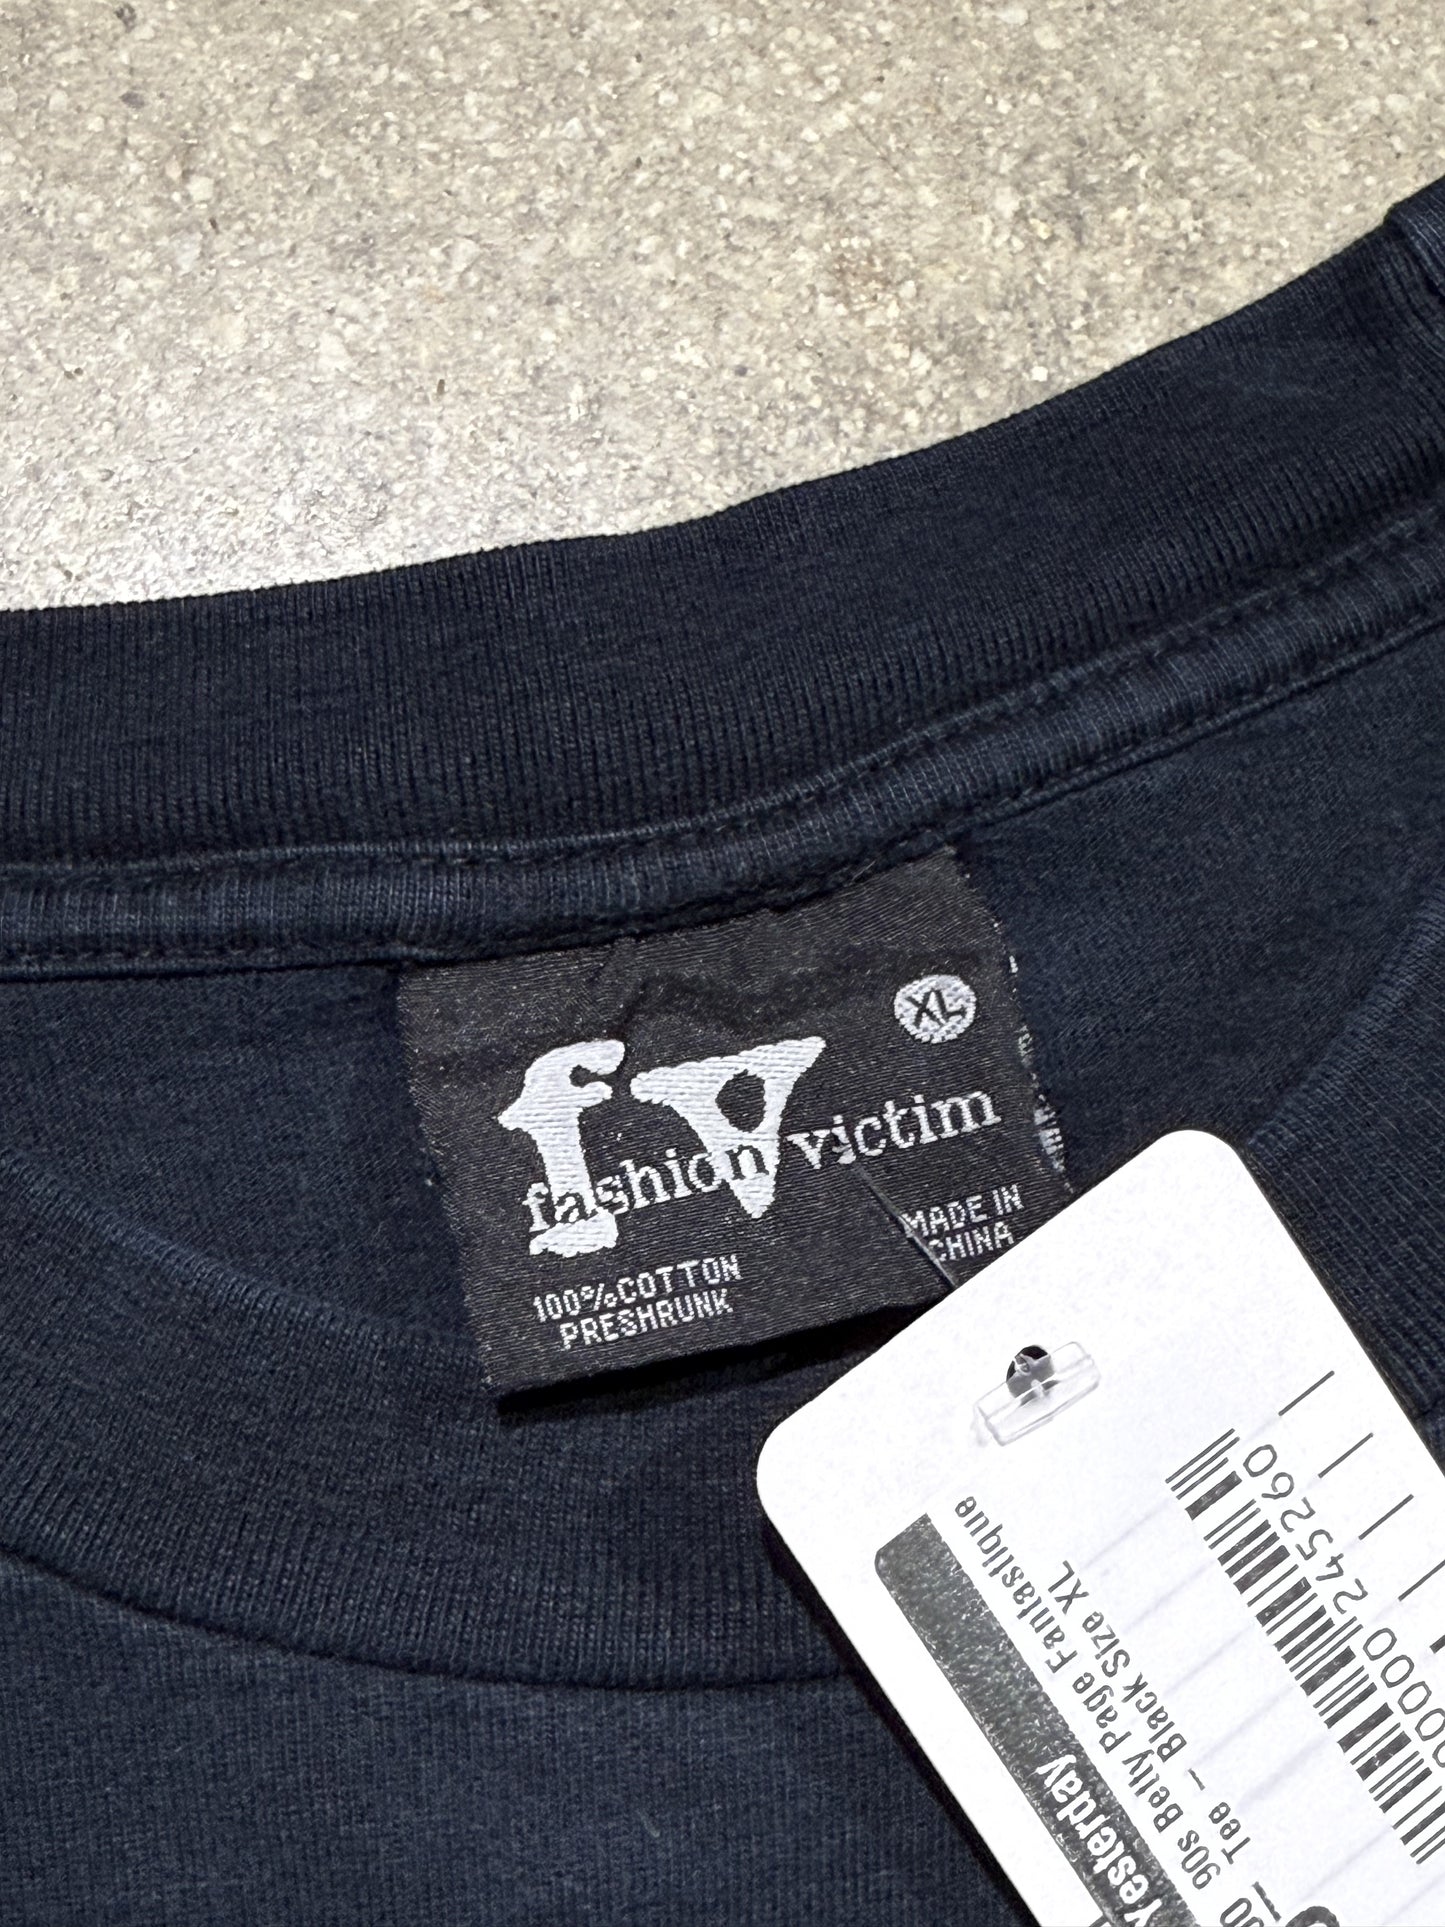 XL
fv
fashion victim
100%COTTON
PRESHRUNK
MADE IN
CHINA
Yesterday
90s Betty Page Fantastique
Tee – Black Size XL
245260